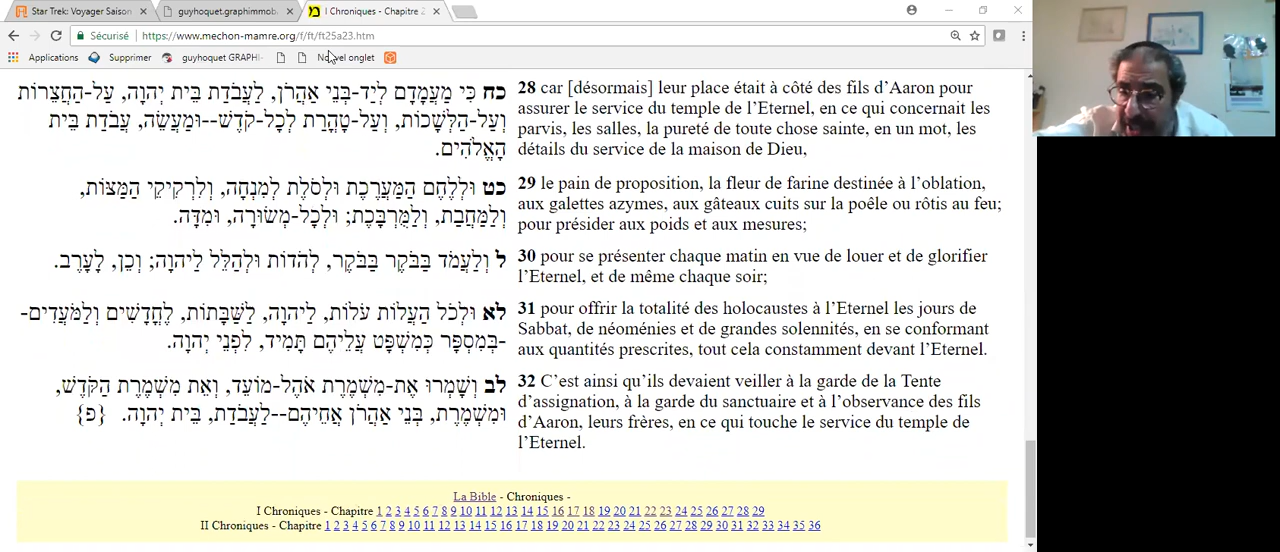 Star Trek: Voyager Saison
guyhoquet.graphimmob
I Chroniques - Chapitre 2
Sécurisé
https://www.mechon-mamre.org/f/ft/ft25a23.htm
Applications
Supprimer
guyhoquet GRAPHI-
Nouvel onglet
כח כִּי מַעֲמָדָם לְיַד-בְּנֵי אַהֲרֹן, לַעֲבֹדַת בֵּית יְהוָה, עַל-הַחֲצֵרוֹת
וְעַל-הַלְּשָׁכוֹת, וְעַל-טָהֳרַת לְכָל-קֹדֶשׁ--וּמַעֲשֵׂה, עֲבֹדַת בֵּית
הָאֱלֹהִים.
28 car [désormais] leur place était à côté des fils d’Aaron pour
assurer le service du temple de l’Eternel, en ce qui concernait les
parvis, les salles, la pureté de toute chose sainte, en un mot, les
détails du service de la maison de Dieu,
כט וּלְלֶחֶם הַמַּעֲרֶכֶת וּלְסֹלֶת לְמִנְחָה, וְלִרְקִיקֵי הַמַּצּוֹת,
וְלַמַּחֲבַת, וְלַמֻּרְבָּכֶת; וּלְכָל-מְשׂוּרָה, וּמִדָּה.
29 le pain de proposition, la fleur de farine destinée à l’oblation,
aux galettes azymes, aux gâteaux cuits sur la poêle ou rôtis au feu;
pour présider aux poids et aux mesures;
ל וְלַעֲמֹד בַּבֹּקֶר בַּבֹּקֶר, לְהֹדוֹת וּלְהַלֵּל לַיהוָה; וְכֵן, לָעָרֶב.
30 pour se présenter chaque matin en vue de louer et de glorifier
l’Eternel, et de même chaque soir;
לא וּלְכֹל הַעֲלוֹת עֹלוֹת, לַיהוָה, לַשַּׁבָּתוֹת, לֶחֳדָשִׁים וְלַמֹּעֲדִים-
-בְּמִסְפָּר כְּמִשְׁפָּט עֲלֵיהֶם תָּמִיד, לִפְנֵי יְהוָה.
31 pour offrir la totalité des holocaustes à l’Eternel les jours de
Sabbat, de néoménies et de grandes solennités, en se conformant
aux quantités prescrites, tout cela constamment devant l’Eternel.
לב וְשָׁמְרוּ אֶת-מִשְׁמֶרֶת אֹהֶל-מוֹעֵד, וְאֵת מִשְׁמֶרֶת הַקֹּדֶשׁ,
וּמִשְׁמֶרֶת, בְּנֵי אַהֲרֹן אֲחֵיהֶם--לַעֲבֹדַת, בֵּית יְהוָה. {פ}
32 C’est ainsi qu’ils devaient veiller à la garde de la Tente
d’assignation, à la garde du sanctuaire et à l’observance des fils
d’Aaron, leurs frères, en ce qui touche le service du temple de
l’Eternel.
La Bible - Chroniques -
I Chroniques - Chapitre 1 2 3 4 5 6 7 8 9 10 11 12 13 14 15 16 17 18 19 20 21 22 23 24 25 26 27 28 29
II Chroniques - Chapitre 1 2 3 4 5 6 7 8 9 10 11 12 13 14 15 16 17 18 19 20 21 22 23 24 25 26 27 28 29 30 31 32 33 34 35 36